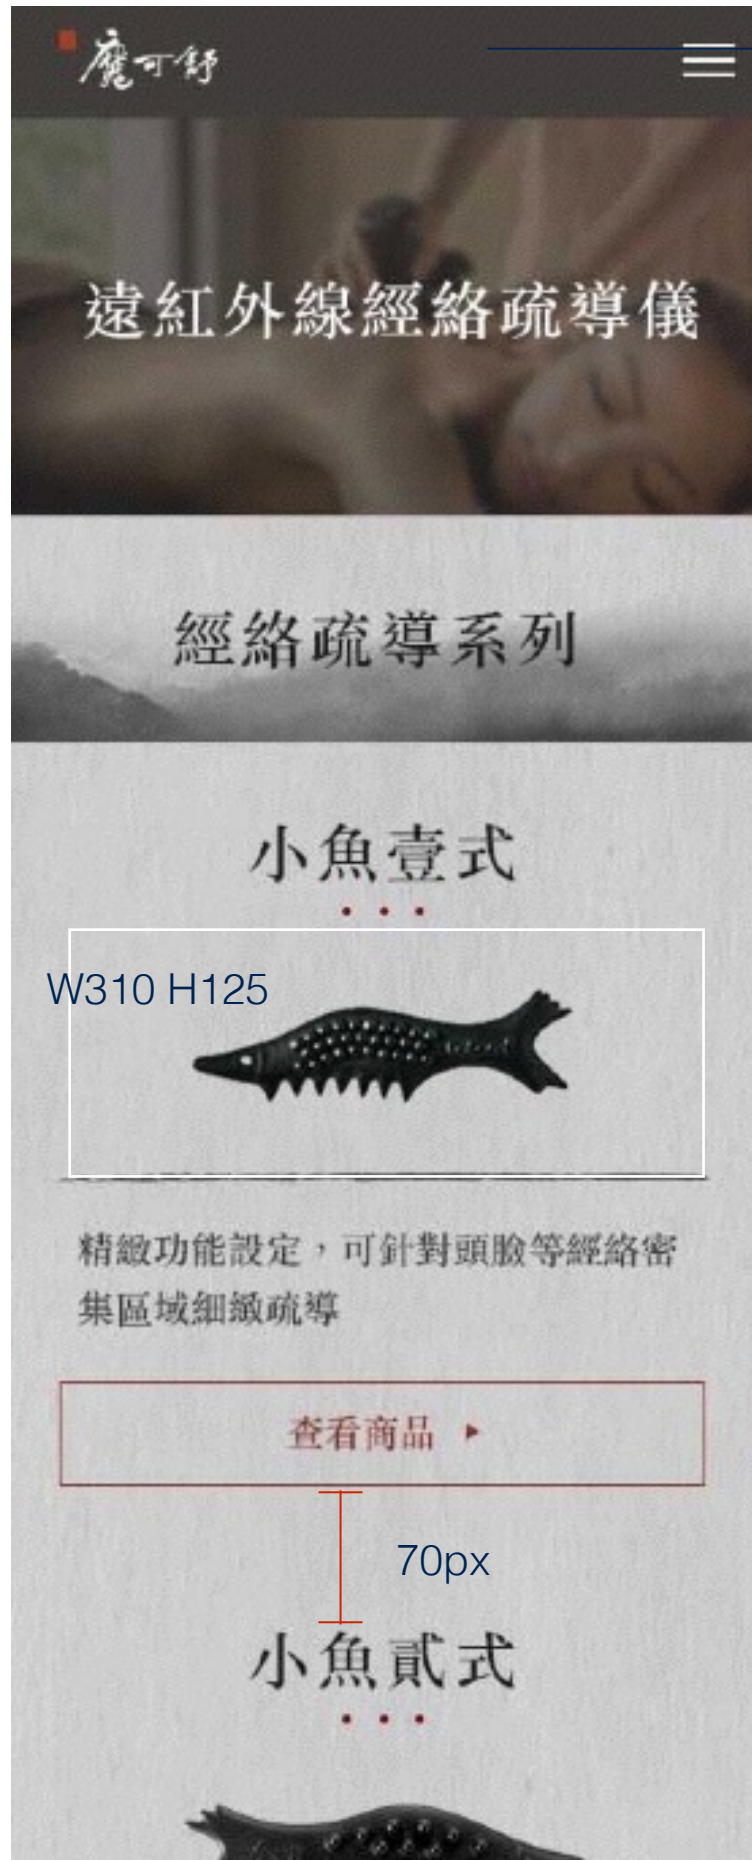 魔可舒
遠紅外線經絡疏導儀
經絡疏導系列
小魚壹式
W310 H125
精緻功能設定，可針對頭臉等經絡密
集區域細緻疏導
查看商品
70px
小魚貳式